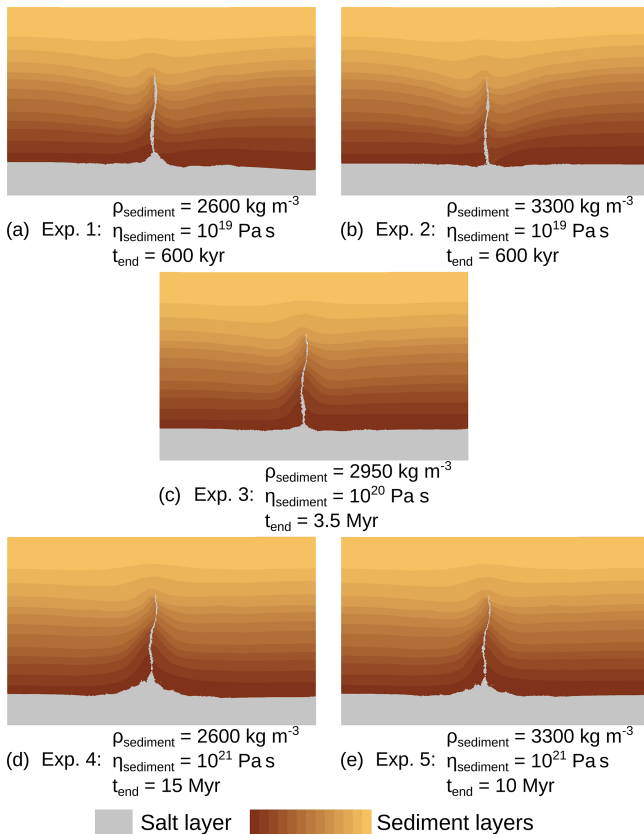 ρsediment = 2600 kg m⁻³
(a) Exp. 1: ηsediment = 10¹⁹ Pa s
tend = 600 kyr
ρsediment = 3300 kg m⁻³
(b) Exp. 2: ηsediment = 10¹⁹ Pa s
tend = 600 kyr
ρsediment = 2950 kg m⁻³
(c) Exp. 3: ηsediment = 10²⁰ Pa s
tend = 3.5 Myr
ρsediment = 2600 kg m⁻³
(d) Exp. 4: ηsediment = 10²¹ Pa s
tend = 15 Myr
ρsediment = 3300 kg m⁻³
(e) Exp. 5: ηsediment = 10²¹ Pa s
tend = 10 Myr
Salt layer Sediment layers